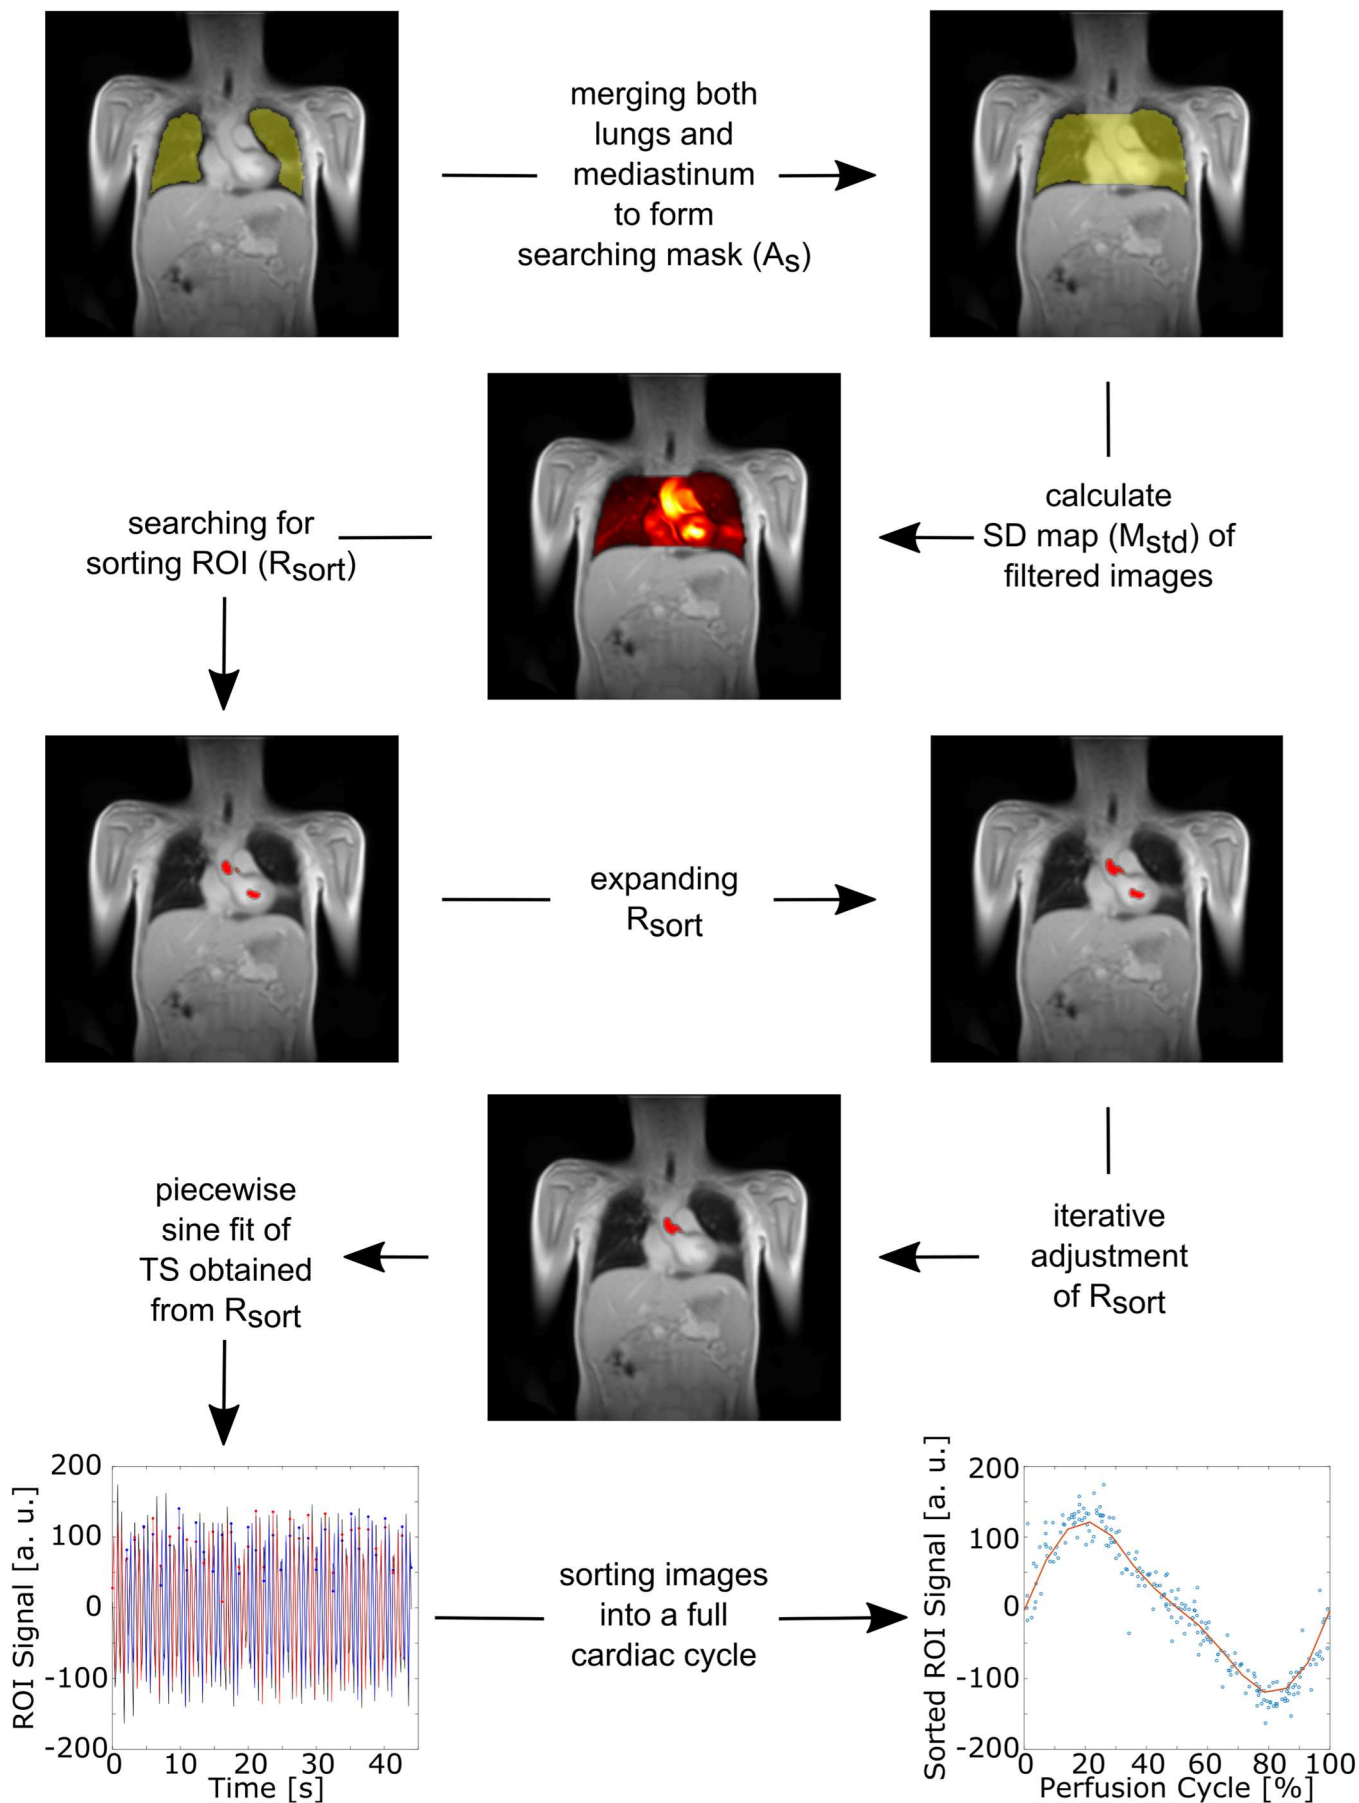 merging both
lungs and
mediastinum
to form
searching mask (As)
calculate
SD map (Mstd) of
filtered images
searching for
sorting ROI (Rsort)
expanding
Rsort
iterative
adjustment
of Rsort
piecewise
sine fit of
TS obtained
from Rsort
ROI Signal [a. u.]
200
100
0
-100
-200
0 10 20 30 40
Time [s]
sorting images
into a full
cardiac cycle
Sorted ROI Signal [a. u.]
200
100
0
-100
-200
0 20 40 60 80 100
Perfusion Cycle [%]